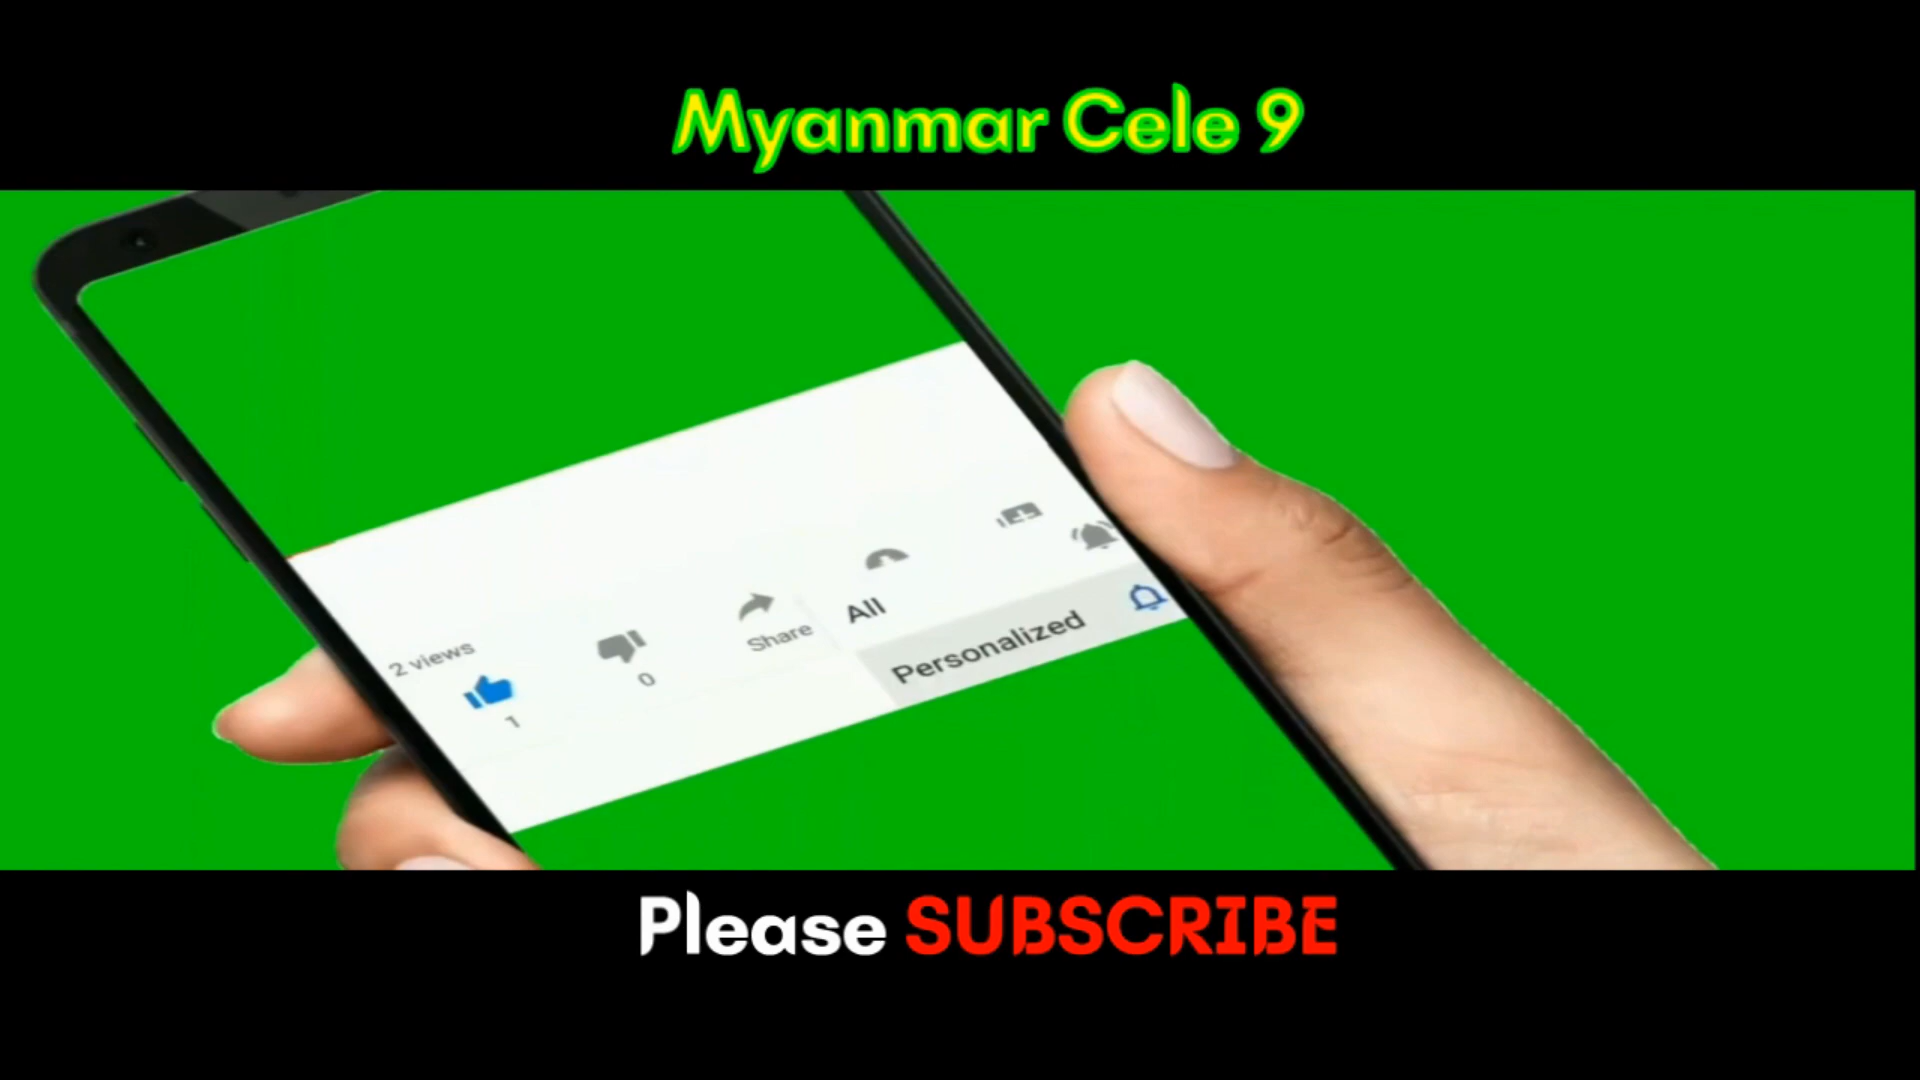 Myanmar Cele 9
2 views
1
0
Share
All
Personalized
Please SUBSCRIBE